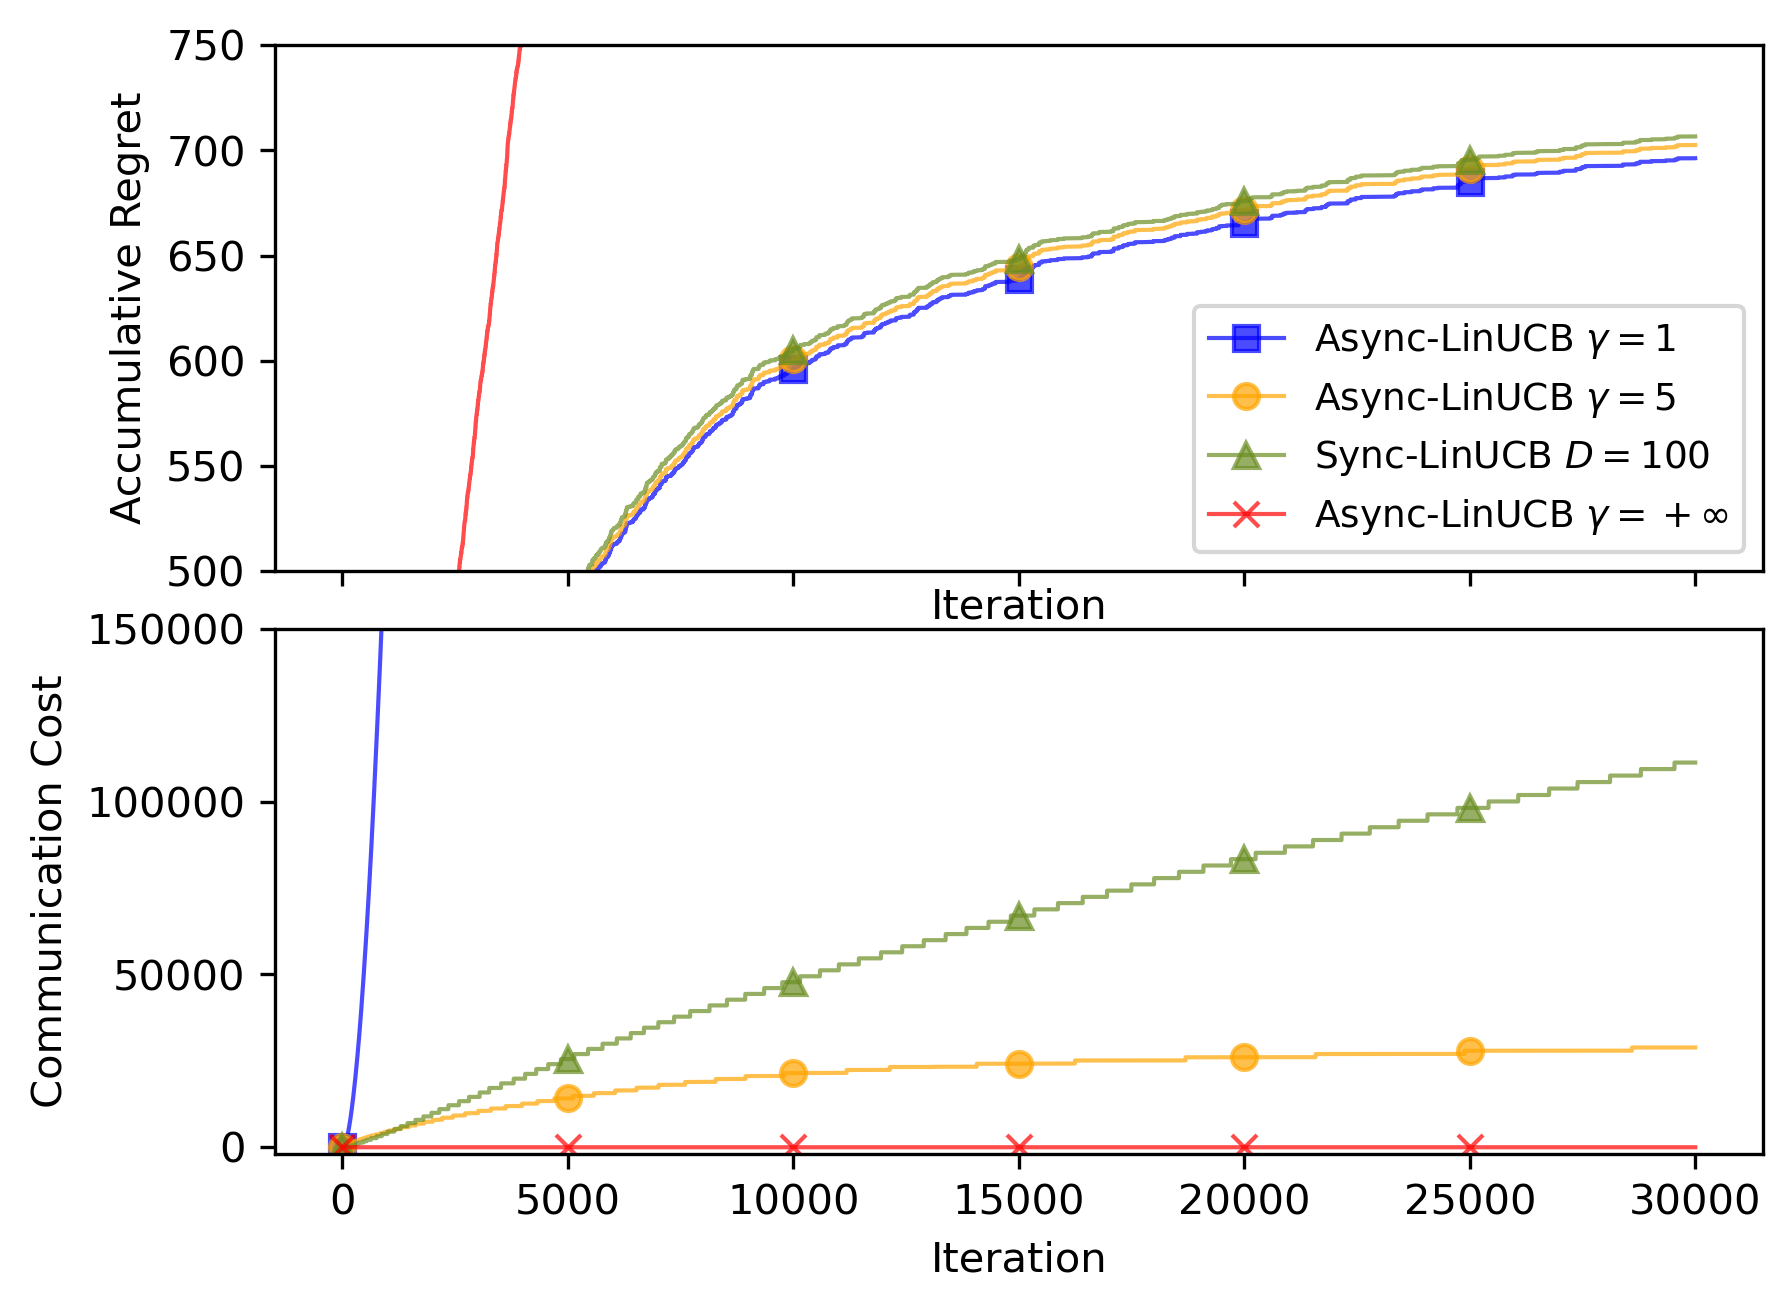 Accumulative Regret
750
700
650
600
550
500
Async-LinUCB γ = 1
Async-LinUCB γ = 5
Sync-LinUCB D = 100
Async-LinUCB γ = + ∞
Iteration
Communication Cost
150000
100000
50000
0
0 5000 10000 15000 20000 25000 30000
Iteration